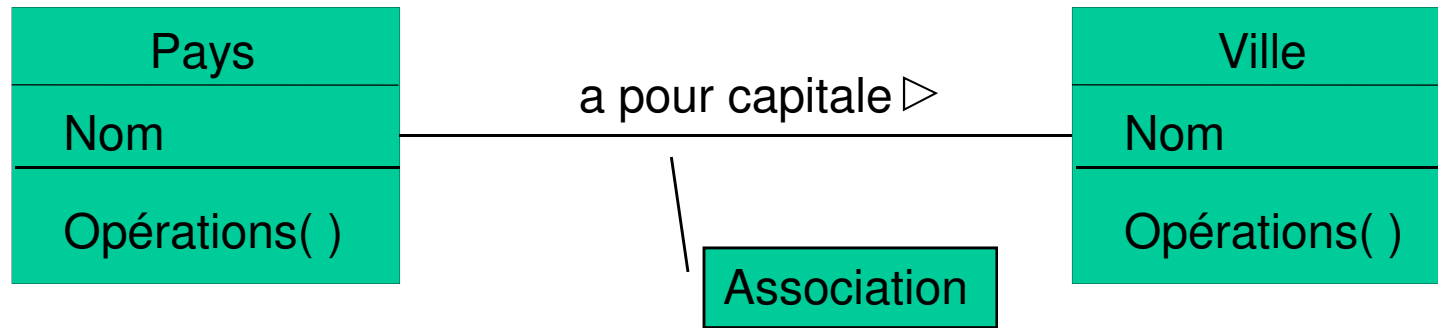 Pays
Nom
Opérations( )
a pour capitale ▷
Association
Ville
Nom
Opérations( )